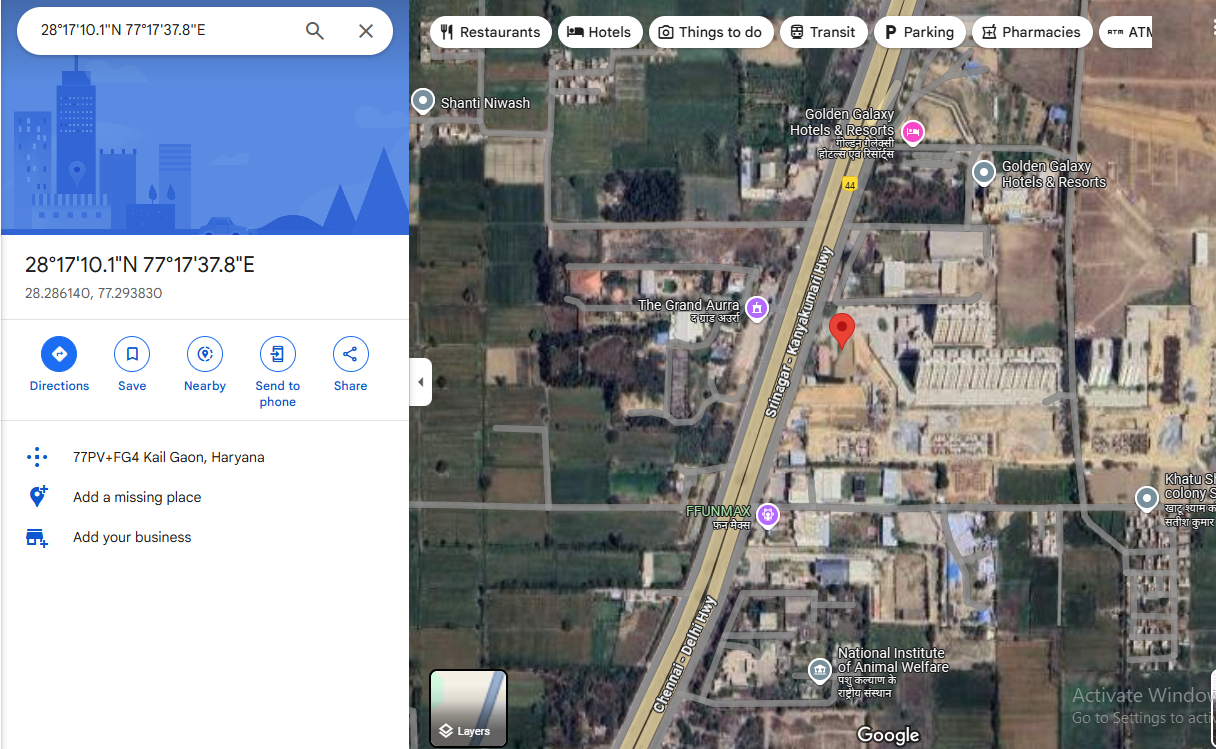 28°17'10.1"N 77°17'37.8"E
Restaurants
Hotels
Things to do
Transit
Parking
Pharmacies
ATM
28°17'10.1"N 77°17'37.8"E
28.286140, 77.293830
Directions
Save
Nearby
Send to
phone
Share
77PV+FG4 Kail Gaon, Haryana
Add a missing place
Add your business
Shanti Niwash
Golden Galaxy
Hotels & Resorts
गोल्डन गेलेक्सी
होटल्स एंव रिसॉर्ट्स
Golden Galaxy
Hotels & Resorts
44
The Grand Aurra
द ग्रांड अउर्रा
Srinagar - Kanyakumari Hwy
Khatu S
colony S
खाटू श्याम क
सतीश कुमार
FFUNMAX
फन मैक्स
Chennai - Delhi Hwy
National Institute
of Animal Welfare
पशु कल्याण के
राष्ट्रीय संस्थान
Layers
Google
Activate Window
Go to Settings to acti